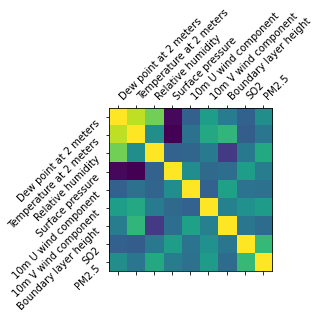 Dew point at 2 meters
Temperature at 2 meters
Relative humidity
Surface pressure
10m U wind component
10m V wind component
Boundary layer height
SO2
PM2.5
Dew point at 2 meters
Temperature at 2 meters
Relative humidity
Surface pressure
10m U wind component
10m V wind component
Boundary layer height
SO2
PM2.5